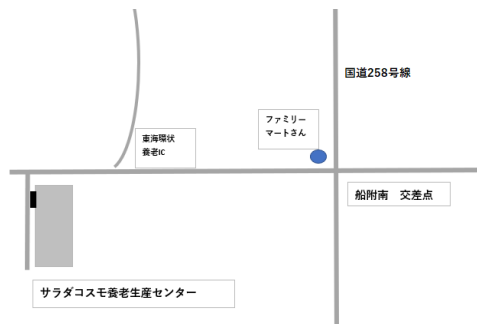 国道258号線
ファミリー
マートさん
東海環状
養老IC
船附南　交差点
サラダコスモ養老生産センター